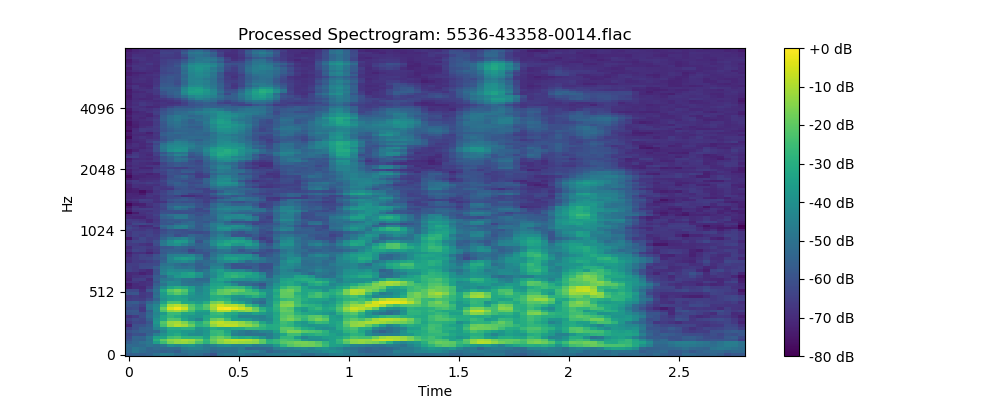 Processed Spectrogram: 5536-43358-0014.flac
Hz
4096
2048
1024
512
0
0
0.5
1
1.5
2
2.5
Time
+0 dB
-10 dB
-20 dB
-30 dB
-40 dB
-50 dB
-60 dB
-70 dB
-80 dB